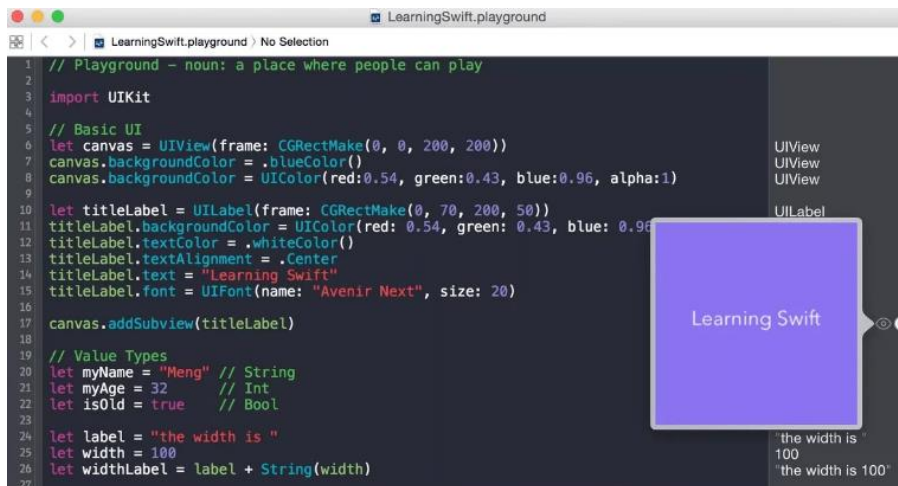 LearningSwift.playground
LearningSwift.playground › No Selection
1 // Playground – noun: a place where people can play
2
3 import UIKit
4
5 // Basic UI
6 let canvas = UIView(frame: CGRectMake(0, 0, 200, 200)) UIView
7 canvas.backgroundColor = .blueColor() UIView
8 canvas.backgroundColor = UIColor(red:0.54, green:0.43, blue:0.96, alpha:1) UIView
9
10 let titleLabel = UILabel(frame: CGRectMake(0, 70, 200, 50)) UILabel
11 titleLabel.backgroundColor = UIColor(red: 0.54, green: 0.43, blue: 0.96
12 titleLabel.textColor = .whiteColor()
13 titleLabel.textAlignment = .Center
14 titleLabel.text = "Learning Swift"
15 titleLabel.font = UIFont(name: "Avenir Next", size: 20)
16
17 canvas.addSubview(titleLabel) Learning Swift
18
19 // Value Types
20 let myName = "Meng" // String
21 let myAge = 32 // Int
22 let isOld = true // Bool
23
24 let label = "the width is " "the width is "
25 let width = 100 100
26 let widthLabel = label + String(width) "the width is 100"
27